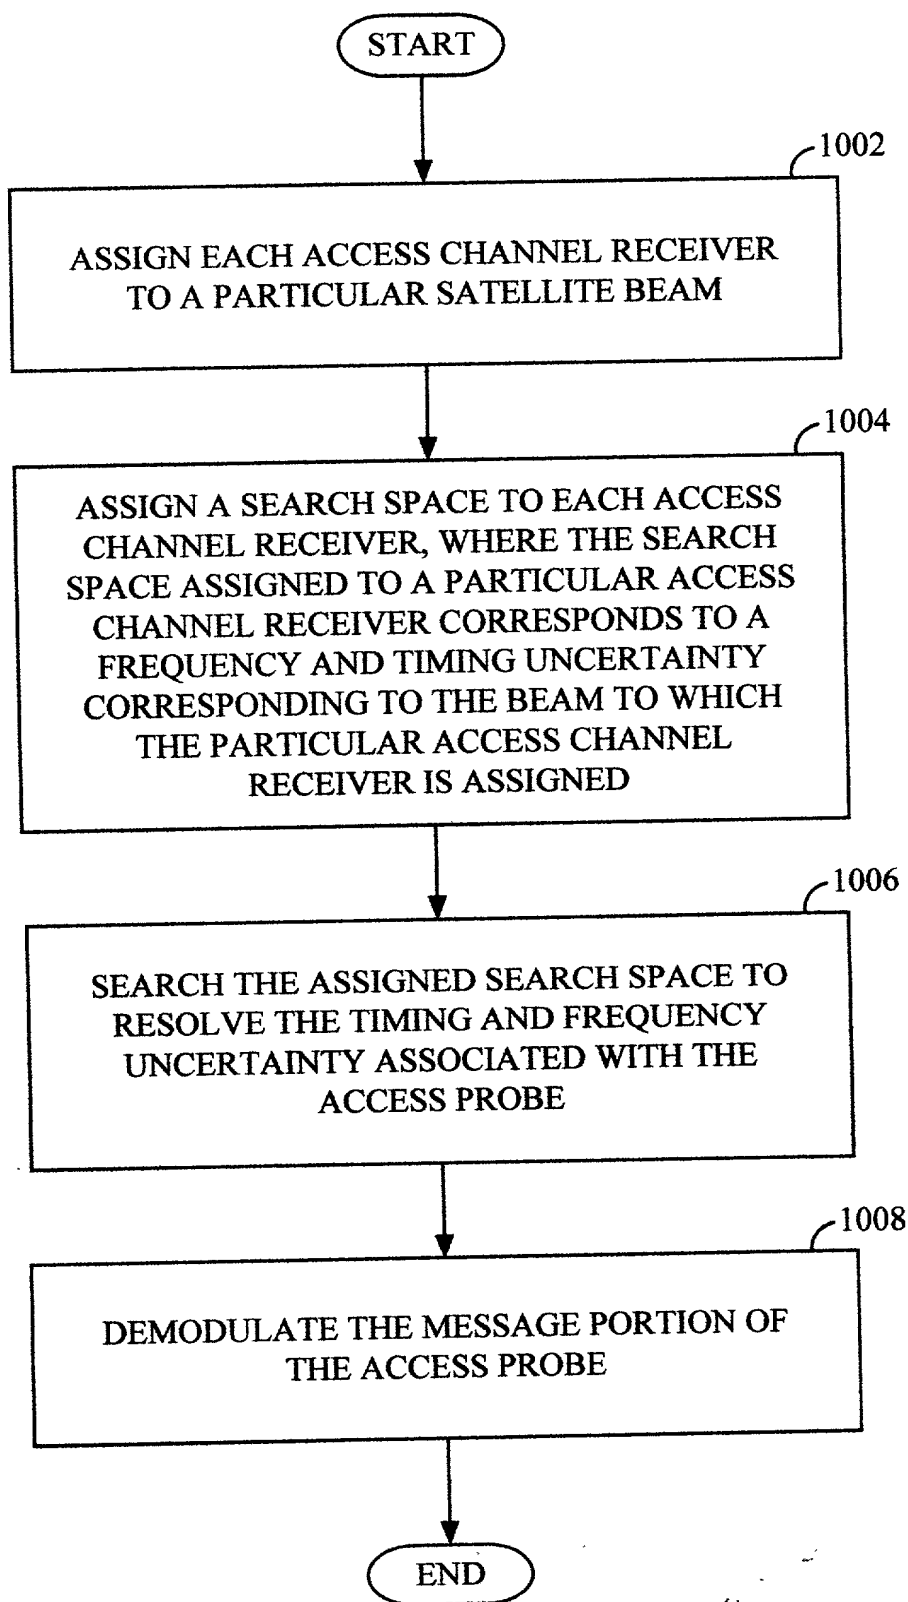 START
1002
ASSIGN EACH ACCESS CHANNEL RECEIVER
TO A PARTICULAR SATELLITE BEAM
1004
ASSIGN A SEARCH SPACE TO EACH ACCESS
CHANNEL RECEIVER, WHERE THE SEARCH
SPACE ASSIGNED TO A PARTICULAR ACCESS
CHANNEL RECEIVER CORRESPONDS TO A
FREQUENCY AND TIMING UNCERTAINTY
CORRESPONDING TO THE BEAM TO WHICH
THE PARTICULAR ACCESS CHANNEL
RECEIVER IS ASSIGNED
1006
SEARCH THE ASSIGNED SEARCH SPACE TO
RESOLVE THE TIMING AND FREQUENCY
UNCERTAINTY ASSOCIATED WITH THE
ACCESS PROBE
1008
DEMODULATE THE MESSAGE PORTION OF
THE ACCESS PROBE
END